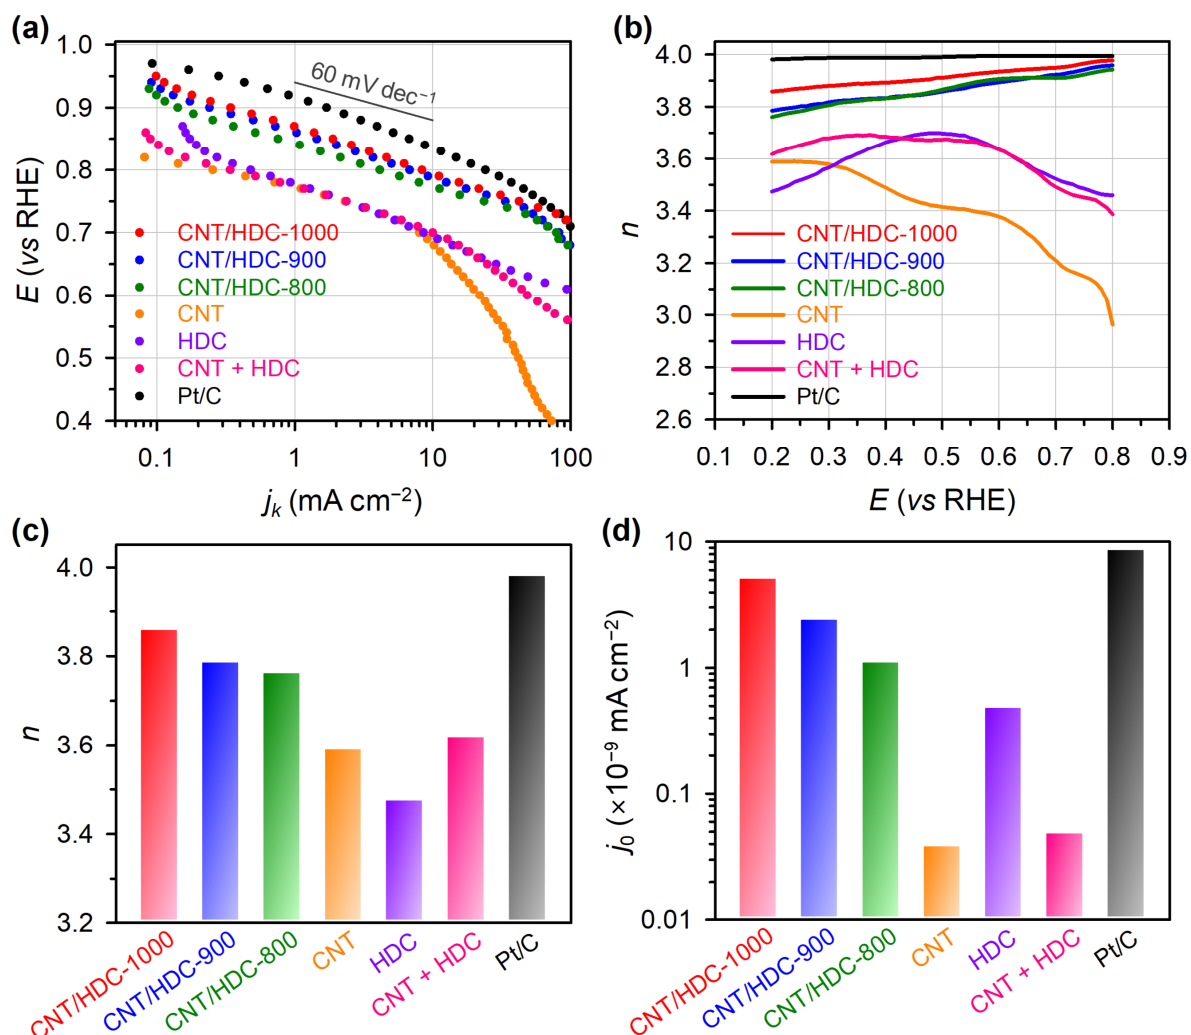 (a)
1.0
0.9
0.8
0.7
0.6
0.5
0.4
E (vs RHE)
60 mV dec⁻¹
CNT/HDC-1000
CNT/HDC-900
CNT/HDC-800
CNT
HDC
CNT + HDC
Pt/C
0.1 1 10 100
jₖ (mA cm⁻²)
(b)
4.0
3.8
3.6
3.4
3.2
3.0
2.8
2.6
n
CNT/HDC-1000
CNT/HDC-900
CNT/HDC-800
CNT
HDC
CNT + HDC
Pt/C
0.1 0.2 0.3 0.4 0.5 0.6 0.7 0.8 0.9
E (vs RHE)
(c)
4.0
3.8
3.6
3.4
3.2
n
CNT/HDC-1000
CNT/HDC-900
CNT/HDC-800
CNT
HDC
CNT + HDC
Pt/C
(d)
10
1
0.1
0.01
j₀ (×10⁻⁹ mA cm⁻²)
CNT/HDC-1000
CNT/HDC-900
CNT/HDC-800
CNT
HDC
CNT + HDC
Pt/C